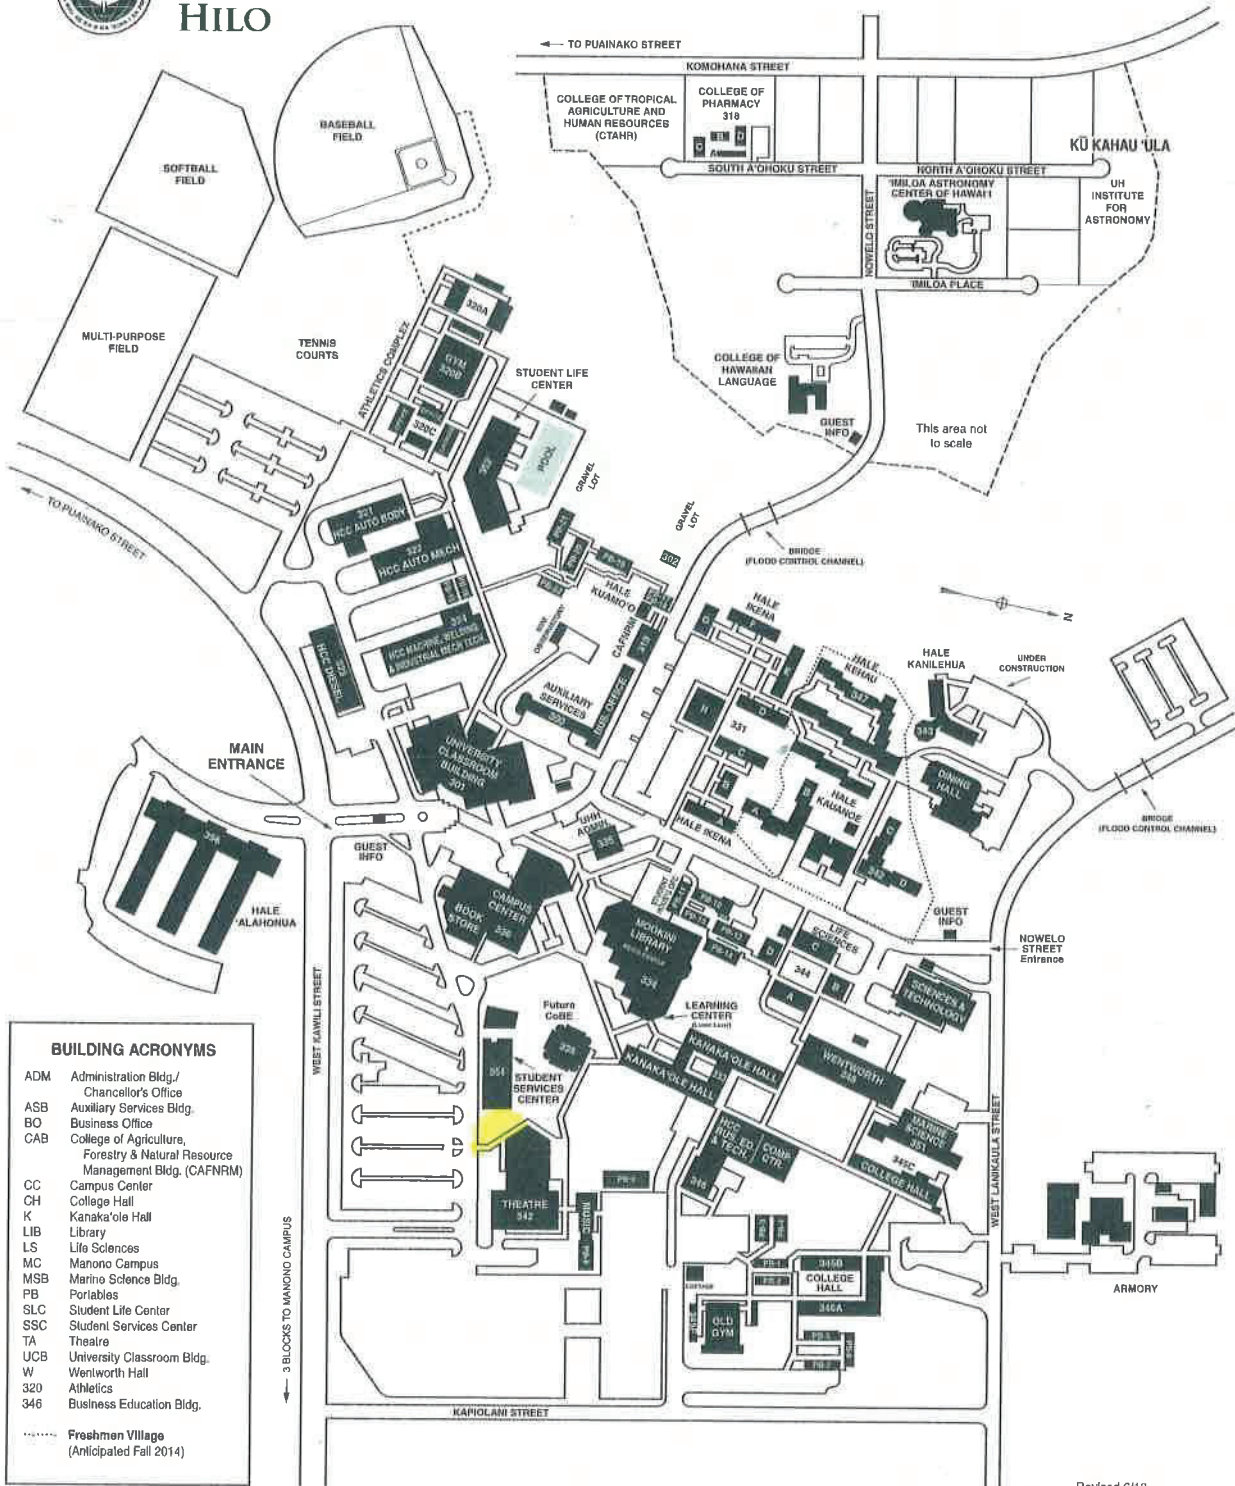 HILO
TO PUAINAKO STREET
KOMOHANA STREET
COLLEGE OF TROPICAL
AGRICULTURE AND
HUMAN RESOURCES
(CTAHR)
COLLEGE OF
PHARMACY
318
KŪ KAHAU 'ULA
SOUTH A'OHOKU STREET
NORTH A'OHOKU STREET
'IMILOA ASTRONOMY
CENTER OF HAWAI'I
UH
INSTITUTE
FOR
ASTRONOMY
NOWELO STREET
'IMILOA PLACE
BASEBALL
FIELD
SOFTBALL
FIELD
MULTI-PURPOSE
FIELD
TENNIS
COURTS
ATHLETICS COMPLEX
320A
GYM
320B
320C
STUDENT LIFE
CENTER
POOL
GRAVEL
LOT
GRAVEL
LOT
302
COLLEGE OF
HAWAIIAN
LANGUAGE
GUEST
INFO
This area not
to scale
BRIDGE
(FLOOD CONTROL CHANNEL)
TO PUAINAKO STREET
321
HCC AUTO BODY
322
HCC AUTO MECH
HCC MACHINE, WELDING
& INDUSTRIAL MECH TECH
HCC DIESEL
HALE
KUAMO'O
CAFNRM
AUXILIARY
SERVICES
BUS. OFFICE
UNIVERSITY
CLASSROOM
BUILDING
301
N
HALE
IKENA
HALE
KEHAU
347
331
HALE
KANILEHUA
UNDER
CONSTRUCTION
343
DINING
HALL
HALE
KAUANOE
342
HALE IKENA
BRIDGE
(FLOOD CONTROL CHANNEL)
MAIN
ENTRANCE
GUEST
INFO
356
HALE
'ALAHONUA
UHH
ADMIN.
335
CAMPUS
CENTER
BOOK
STORE
336
MOOKINI
LIBRARY
334
LIFE
SCIENCES
344
A
B
C
D
GUEST
INFO
NOWELO
STREET
Entrance
SCIENCES &
TECHNOLOGY
LEARNING
CENTER
(Lower Level)
Future
CoBE
STUDENT
SERVICES
CENTER
KANAKA'OLE HALL
KANAKA'OLE HALL
WENTWORTH
MARINE
SCIENCE
HCC
BUS. ED.
& TECH.
COMP
CTR.
346
345C
COLLEGE HALL
THEATRE
MUSIC
345B
COLLEGE
HALL
345A
OLD
GYM
COTTAGE
ARMORY
WEST KAWILI STREET
WEST LANIKAULA STREET
3 BLOCKS TO MANONO CAMPUS
KAPIOLANI STREET
BUILDING ACRONYMS
ADM Administration Bldg./
Chancellor's Office
ASB Auxiliary Services Bldg.
BO Business Office
CAB College of Agriculture,
Forestry & Natural Resource
Management Bldg. (CAFNRM)
CC Campus Center
CH College Hall
K Kanaka'ole Hall
LIB Library
LS Life Sciences
MC Manono Campus
MSB Marine Science Bldg.
PB Portables
SLC Student Life Center
SSC Student Services Center
TA Theatre
UCB University Classroom Bldg.
W Wentworth Hall
320 Athletics
346 Business Education Bldg.
Freshmen Village
(Anticipated Fall 2014)